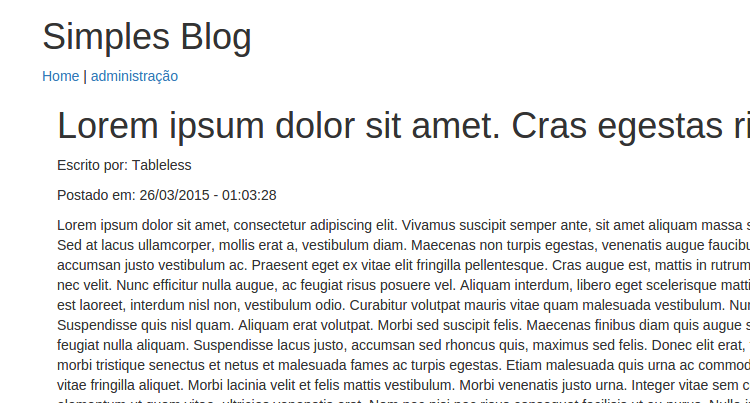 Simples Blog
Home | administração
Lorem ipsum dolor sit amet. Cras egestas
Escrito por: Tableless
Postado em: 26/03/2015 - 01:03:28
Lorem ipsum dolor sit amet, consectetur adipiscing elit. Vivamus suscipit semper ante, sit amet aliquam massa
Sed at lacus ullamcorper, mollis erat a, vestibulum diam. Maecenas non turpis egestas, venenatis augue
accumsan justo vestibulum ac. Praesent eget ex vitae elit fringilla pellentesque. Cras augue est, mattis in rutrum
nec velit. Nunc efficitur nulla augue, ac feugiat risus posuere vel. Aliquam interdum, libero eget scelerisque
est laoreet, interdum nisl non, vestibulum odio. Curabitur volutpat mauris vitae quam malesuada vestibulum.
Suspendisse quis nisl quam. Aliquam erat volutpat. Morbi sed suscipit felis. Maecenas finibus diam quis augue
feugiat nulla aliquam. Suspendisse lacus justo, accumsan sed rhoncus quis, maximus sed felis. Donec elit erat,
morbi tristique senectus et netus et malesuada fames ac turpis egestas. Etiam malesuada quis urna ac
vitae fringilla aliquet. Morbi lacinia velit et felis mattis vestibulum. Morbi venenatis justo urna. Integer vitae sem